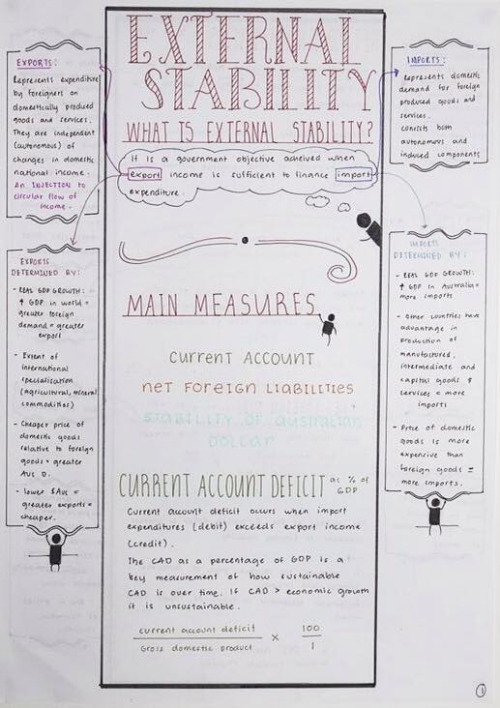 EXTERNAL
STABILITY
WHAT IS EXTERNAL STABILITY?
It is a government objective acheived when
export income is sufficient to finance import
expenditure.
EXPORTS:
Represents expenditure
by foreigners on
domestically produced
goods and services.
They are independent
(autonomous) of
changes in domestic
national income.
an INJECTION to
circular flow of
income.
IMPORTS:
Represents domestic
demand for foreign
produced goods and
services.
consists both
autonomous and
induced components
EXPORTS
DETERMINED BY:
- REAL GDP GROWTH:
↑ GDP in world =
greater foreign
demand = greater
export
- Extent of
international
specialisation
(agricultural, mineral
commodities)
- Cheaper price of
domestic goods
relative to foreign
goods = greater
Aus D.
- lower $Aus =
greater exports =
cheaper.
IMPORTS
DETERMINED BY:
- REAL GDP GROWTH:
↑ GDP in Australia =
more imports
- Other countries have
advantage in
production of
manufactured,
intermediate and
capital goods &
services = more
imports
- Price of domestic
goods is more
expensive than
foreign goods =
more imports.
MAIN MEASURES
Current Account
net Foreign Liabilities
Stability of Australian
Dollar
CURRENT ACCOUNT DEFICIT as % of
GDP
Current account deficit occurs when import
expenditures (debit) exceeds export income
(credit).
The CAD as a percentage of GDP is a
key measurement of how sustainable
CAD is over time. If CAD > economic growth
it is unsustainable.
current account deficit
Gross domestic product
x
100
1
1